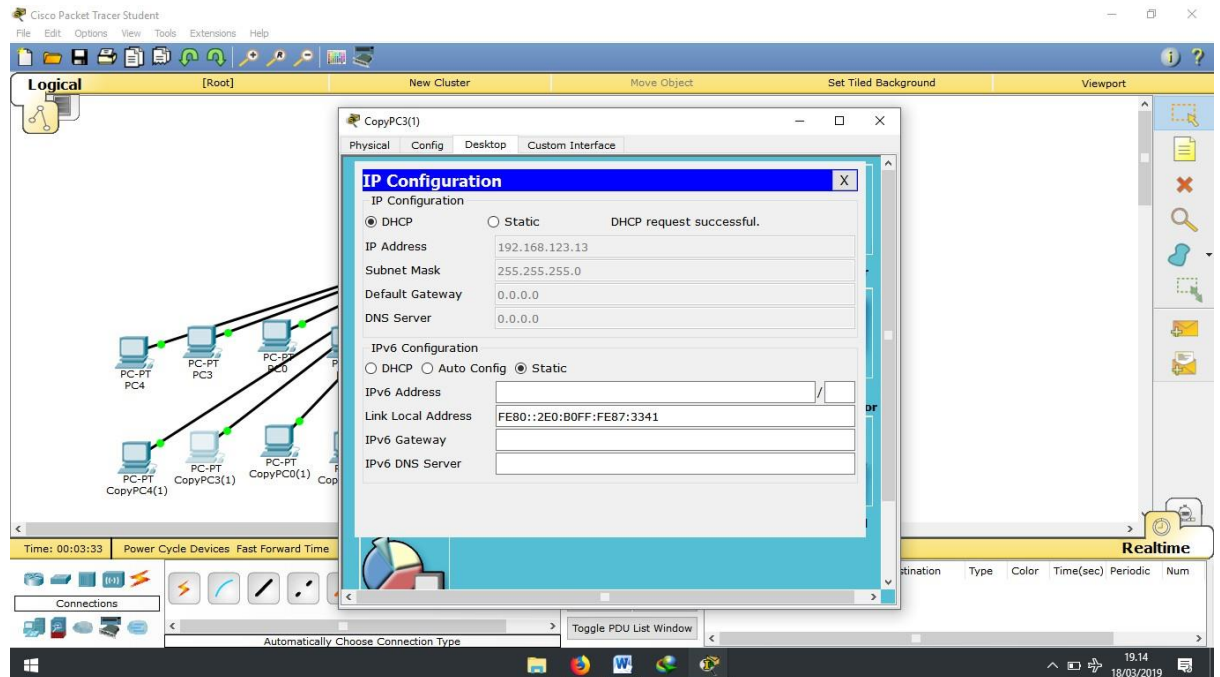 Cisco Packet Tracer Student
File Edit Options View Tools Extensions Help
Logical [Root] New Cluster Move Object Set Tiled Background Viewport
CopyPC3(1)
Physical Config Desktop Custom Interface
IP Configuration X
IP Configuration
DHCP Static DHCP request successful.
IP Address 192.168.123.13
Subnet Mask 255.255.255.0
Default Gateway 0.0.0.0
DNS Server 0.0.0.0
IPv6 Configuration
DHCP Auto Config Static
IPv6 Address /
Link Local Address FE80::2E0:B0FF:FE87:3341
IPv6 Gateway
IPv6 DNS Server
PC-PT
PC4
PC-PT
PC3
PC-PT
PC0
PC-PT
CopyPC4(1)
PC-PT
CopyPC3(1)
PC-PT
CopyPC0(1)
or
Time: 00:03:33 Power Cycle Devices Fast Forward Time Realtime
Connections
Automatically Choose Connection Type
Toggle PDU List Window
stination Type Color Time(sec) Periodic Num
19.14
18/03/2019